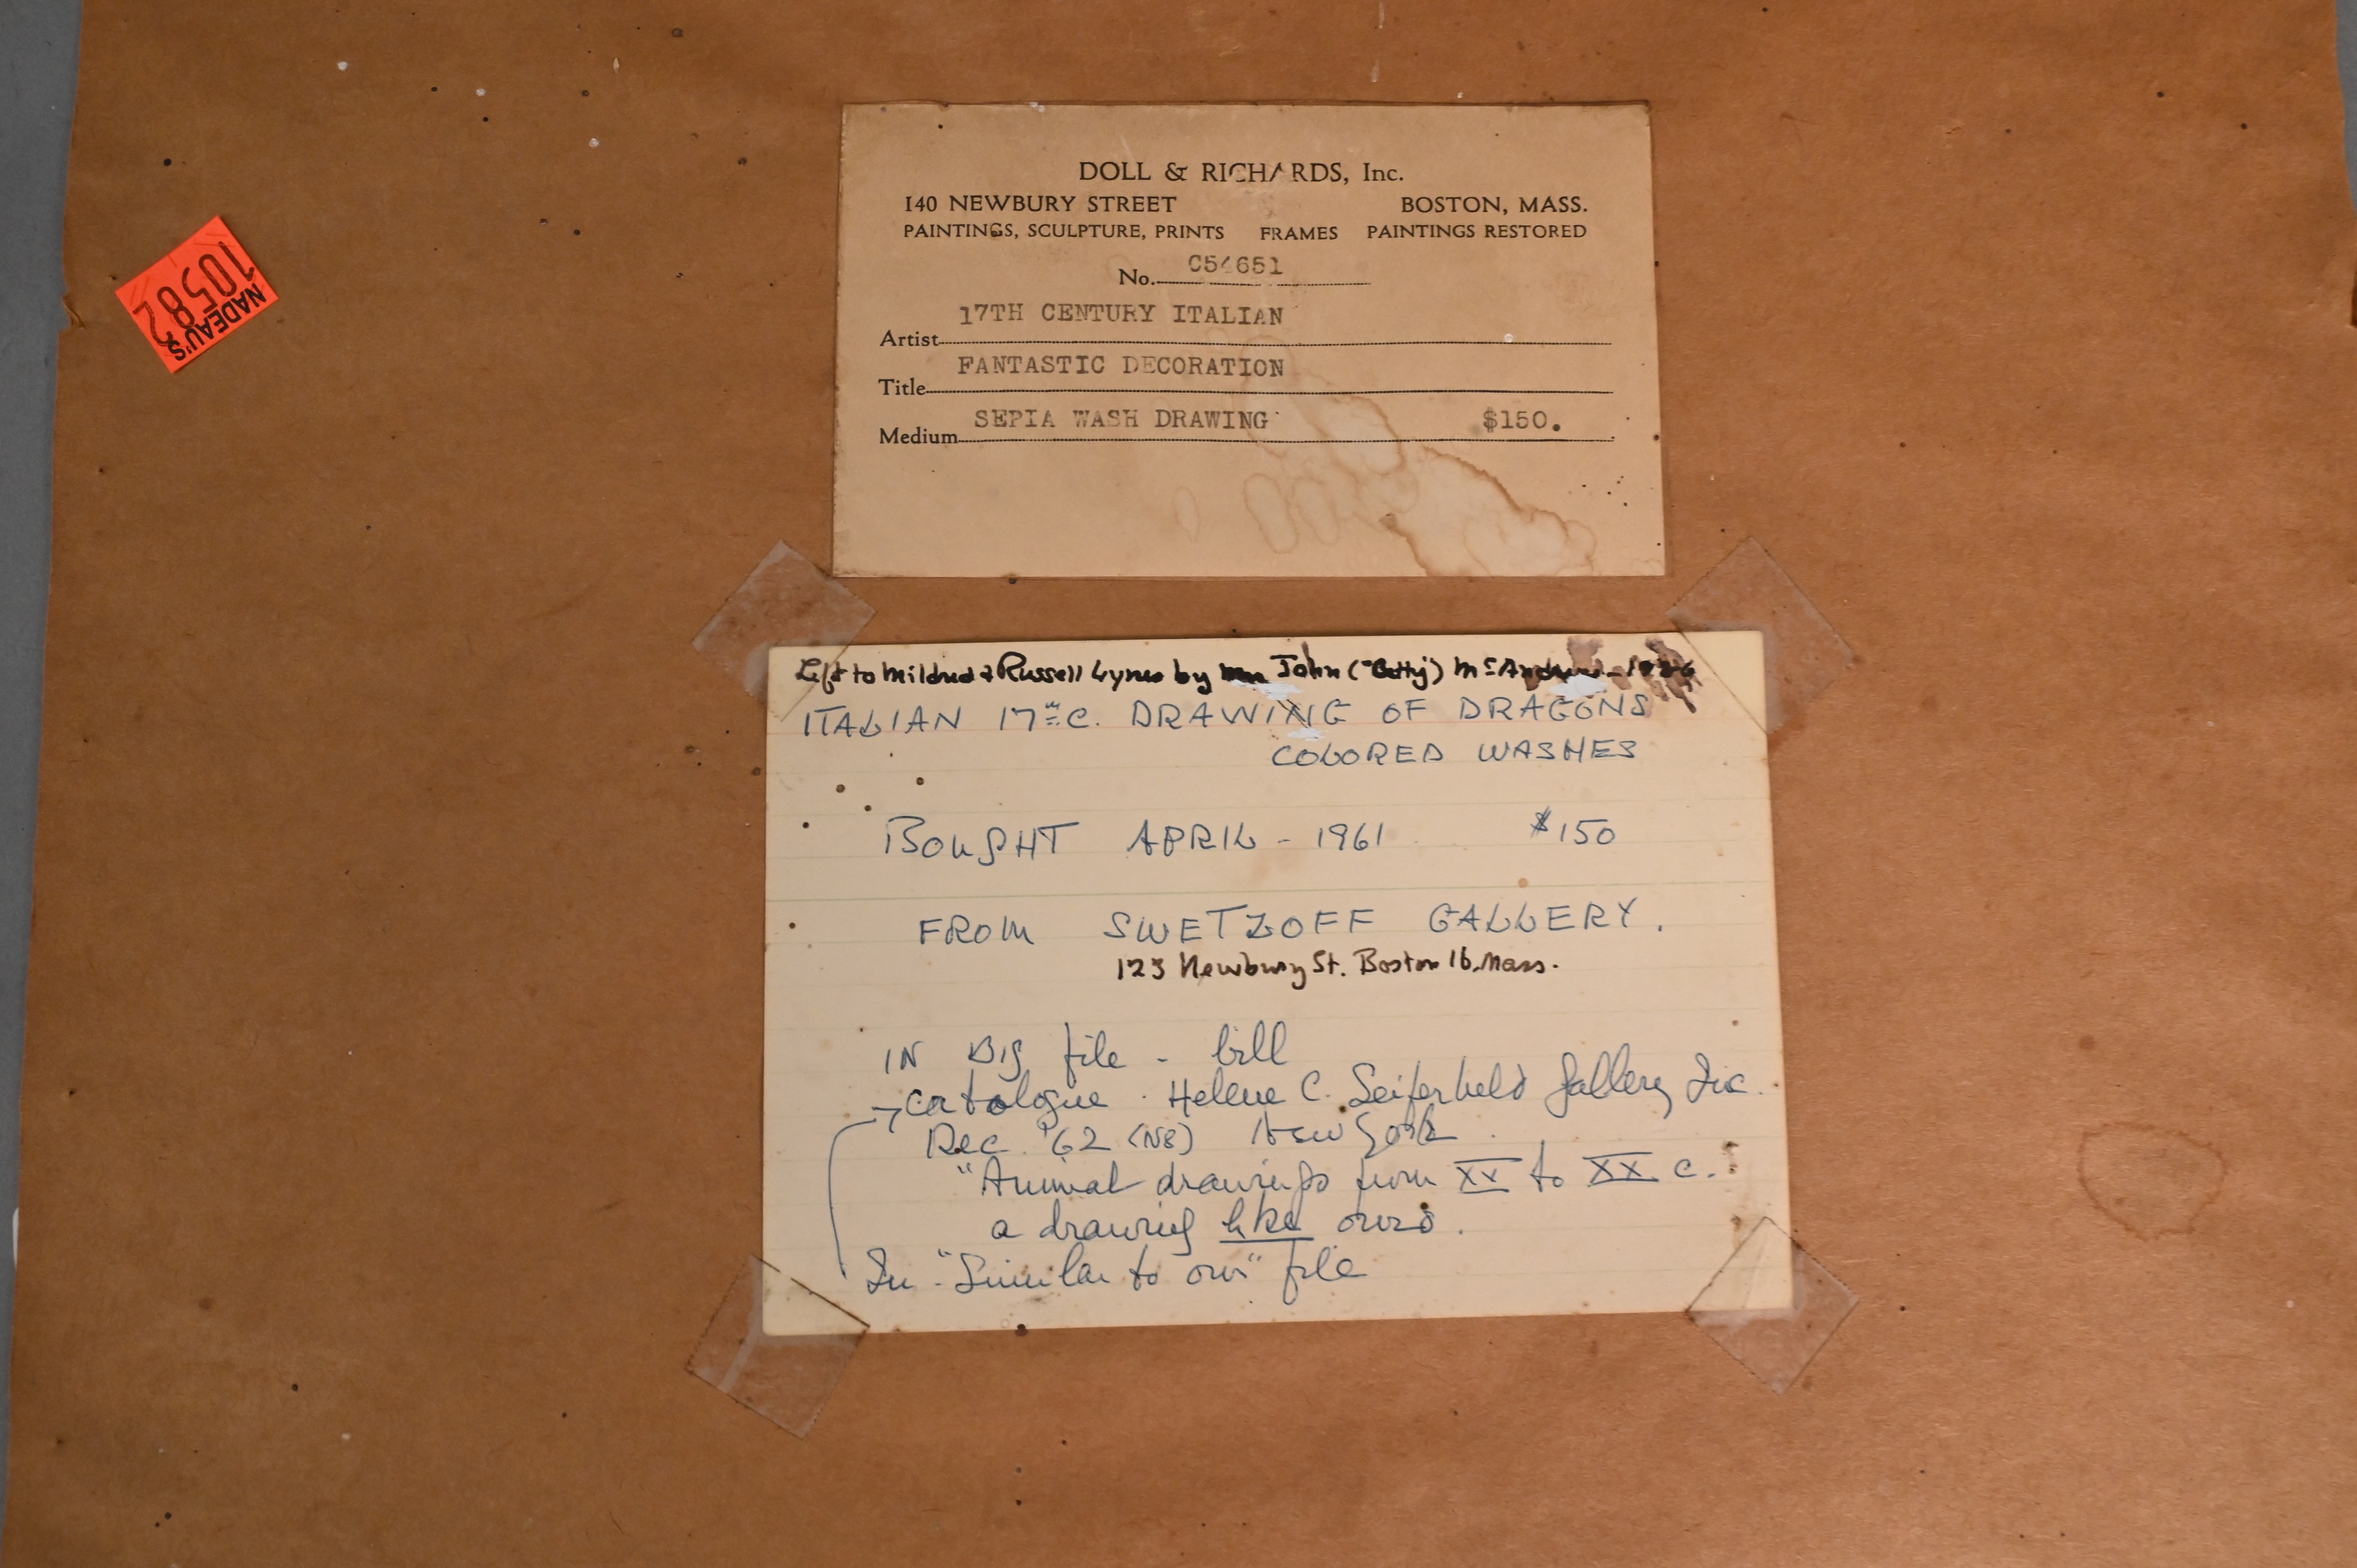 DOLL & RICHARDS, Inc.
140 NEWBURY STREET BOSTON, MASS.
PAINTINGS, SCULPTURE, PRINTS FRAMES PAINTINGS RESTORED
No. C54651
Artist 17TH CENTURY ITALIAN
Title FANTASTIC DECORATION
Medium SEPIA WASH DRAWING $150.
NADEAU'S
10582
Left to Mildred & Russell Lynes by John ("Betty") McAndrew - 1986
ITALIAN 17th C. DRAWING OF DRAGONS
COLORED WASHES
BOUGHT APRIL - 1961 $150
FROM SWETZOFF GALLERY.
123 Newbury St. Boston 16, Mass.
IN BIG file - bill
catalogue . Helene C. Seiferheld Gallery Inc.
Dec. '62 (N8) New York.
"Animal drawings from XV to XX c.
a drawing like ours.
In "Similar to our" file